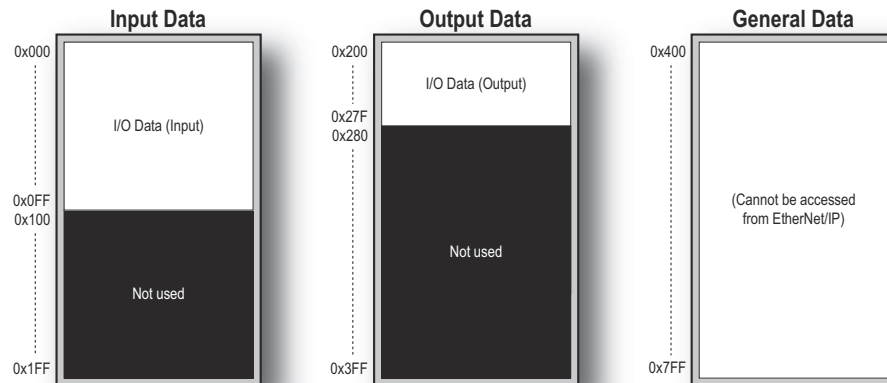 Input Data
0x000
I/O Data (Input)
0x0FF
0x100
Not used
0x1FF
Output Data
0x200
I/O Data (Output)
0x27F
0x280
Not used
0x3FF
General Data
0x400
(Cannot be accessed
from EtherNet/IP)
0x7FF